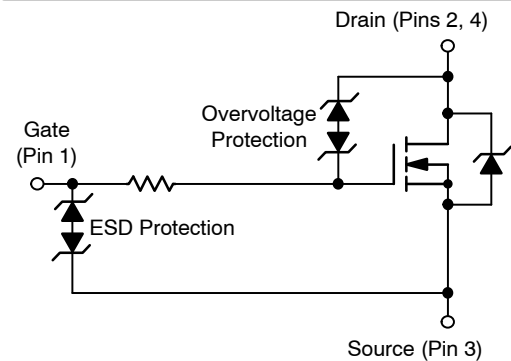 Drain (Pins 2, 4)
Overvoltage
Protection
Gate
(Pin 1)
ESD Protection
Source (Pin 3)